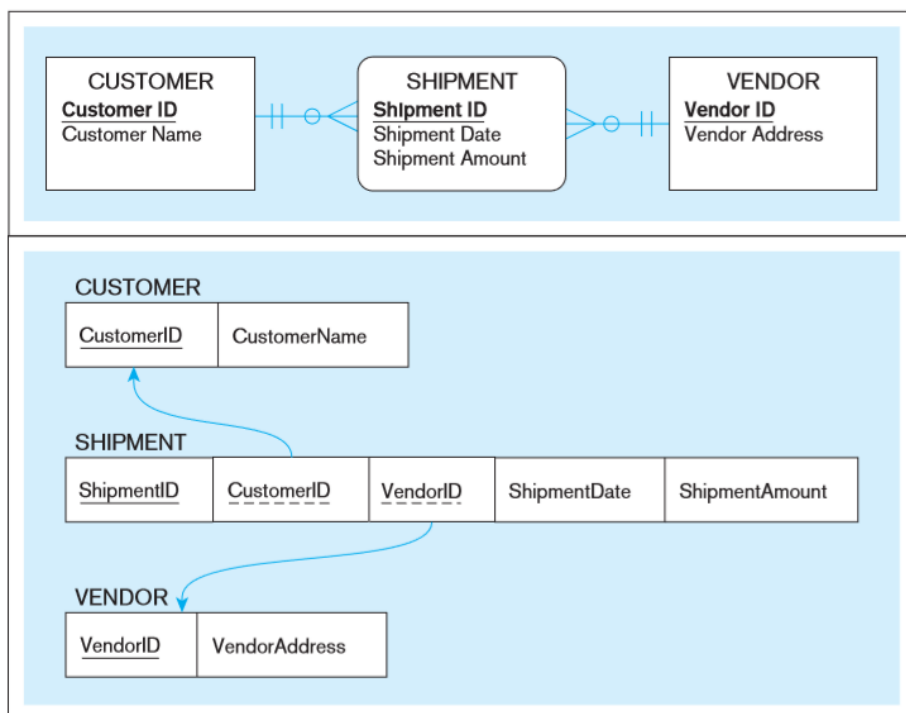 CUSTOMER
Customer ID
Customer Name
SHIPMENT
Shipment ID
Shipment Date
Shipment Amount
VENDOR
Vendor ID
Vendor Address
CUSTOMER
CustomerID CustomerName
SHIPMENT
ShipmentID CustomerID VendorID ShipmentDate ShipmentAmount
VENDOR
VendorID VendorAddress